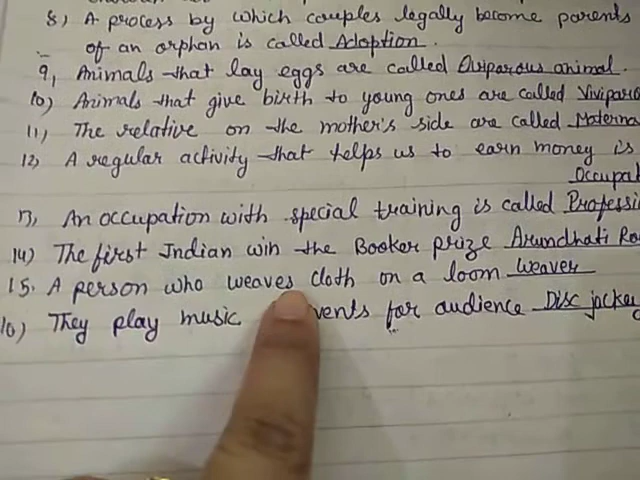 8) A process by which couples legally become parents
of an orphan is called Adoption.
9, Animals that lay eggs are called Oviparous animal.
10) Animals that give birth to young ones are called Viviparo
11) The relative on the mother's side are called Materna
12) A regular activity that helps us to earn money is
Occupat
13, An occupation with special training is called Professi
14) The first Indian win the Booker prize Arundhati Ro
15. A person who weaves cloth on a loom weaver
16) They play music vents for audience Disc jockey